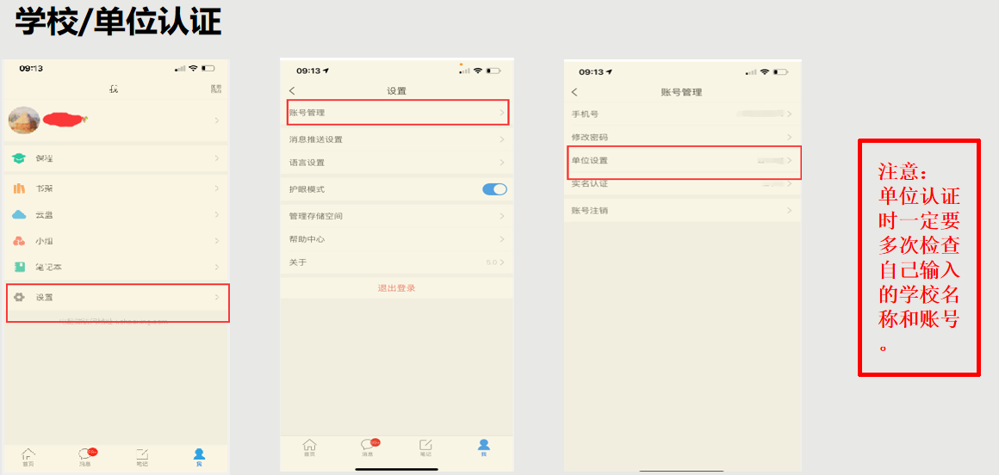 学校/单位认证
09:13
我
课程
书架
云盘
小组
笔记本
设置
首页
消息
笔记
我
09:13
设置
账号管理
消息推送设置
语言设置
护眼模式
管理存储空间
帮助中心
关于 5.0
退出登录
首页
消息
笔记
我
09:13
账号管理
手机号
修改密码
单位设置
实名认证
账号注销
注意：
单位认证
时一定要
多次检查
自己输入
的学校名
称和账号
。